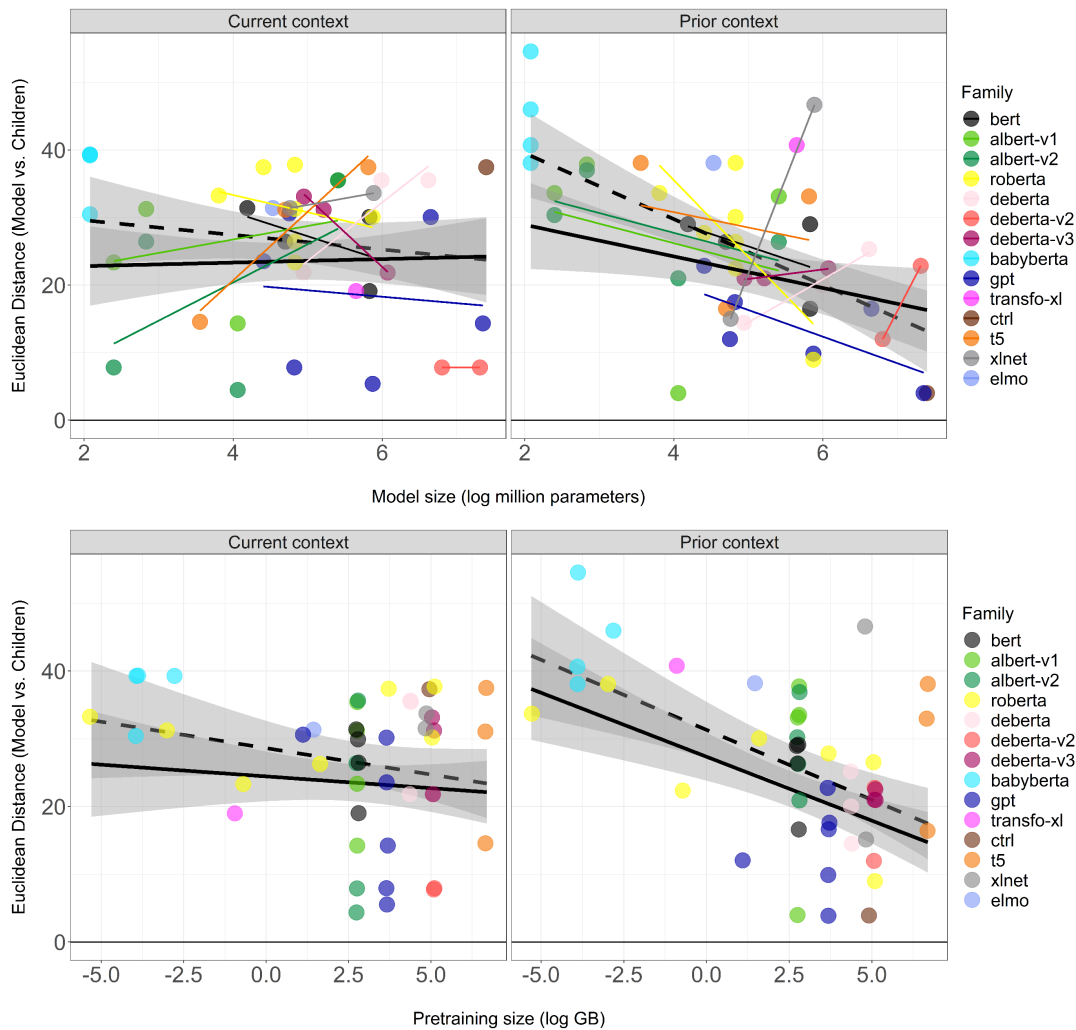 Current context
Prior context
Euclidean Distance (Model vs. Children)
40
20
0
2
4
6
2
4
6
Model size (log million parameters)
Family
bert
albert-v1
albert-v2
roberta
deberta
deberta-v2
deberta-v3
babyberta
gpt
transfo-xl
ctrl
t5
xlnet
elmo
Current context
Prior context
Euclidean Distance (Model vs. Children)
40
20
0
-5.0
-2.5
0.0
2.5
5.0
-5.0
-2.5
0.0
2.5
5.0
Pretraining size (log GB)
Family
bert
albert-v1
albert-v2
roberta
deberta
deberta-v2
deberta-v3
babyberta
gpt
transfo-xl
ctrl
t5
xlnet
elmo